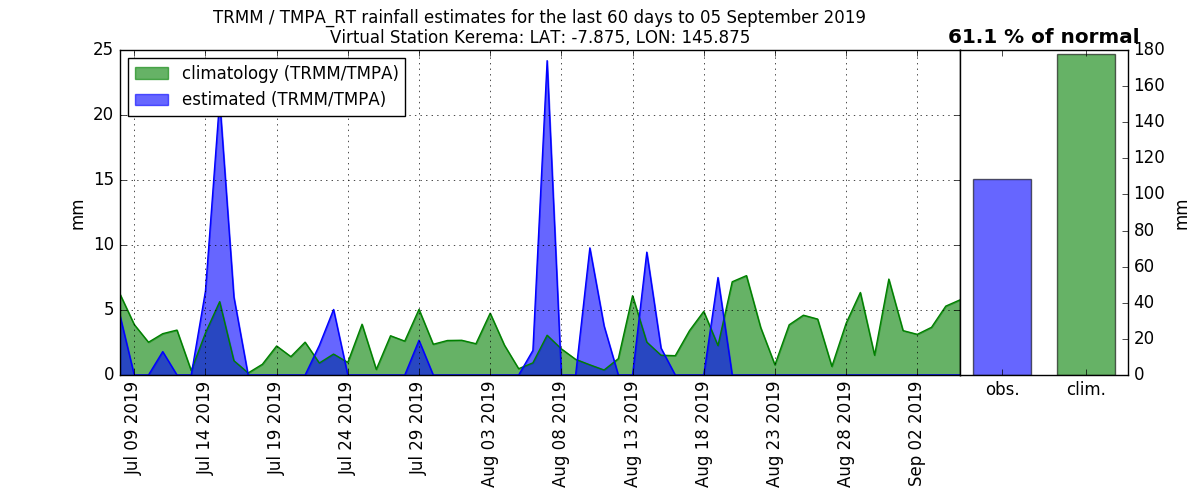 TRMM / TMPA_RT rainfall estimates for the last 60 days to 05 September 2019
Virtual Station Kerema: LAT: -7.875, LON: 145.875
61.1 % of normal
climatology (TRMM/TMPA)
estimated (TRMM/TMPA)
25
20
15
10
5
0
mm
180
160
140
120
100
80
60
40
20
0
mm
obs. clim.
Jul 09 2019
Jul 14 2019
Jul 19 2019
Jul 24 2019
Jul 29 2019
Aug 03 2019
Aug 08 2019
Aug 13 2019
Aug 18 2019
Aug 23 2019
Aug 28 2019
Sep 02 2019